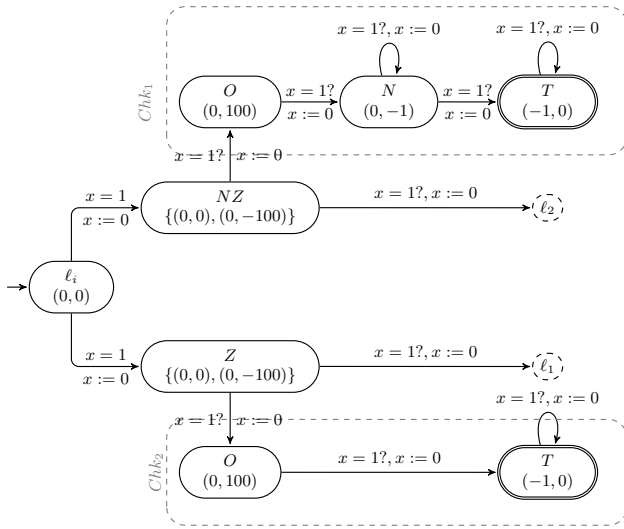 x = 1?, x := 0
x = 1?, x := 0
Chk₁
O
(0, 100)
x = 1?
x := 0
N
(0, −1)
x = 1?
x := 0
T
(−1, 0)
x = 1? x := 0
x = 1
x := 0
NZ
{(0, 0), (0, −100)}
x = 1?, x := 0
ℓ₂
ℓᵢ
(0, 0)
x = 1
x := 0
Z
{(0, 0), (0, −100)}
x = 1?, x := 0
ℓ₁
x = 1? x := 0
x = 1?, x := 0
Chk₂
O
(0, 100)
x = 1?, x := 0
T
(−1, 0)